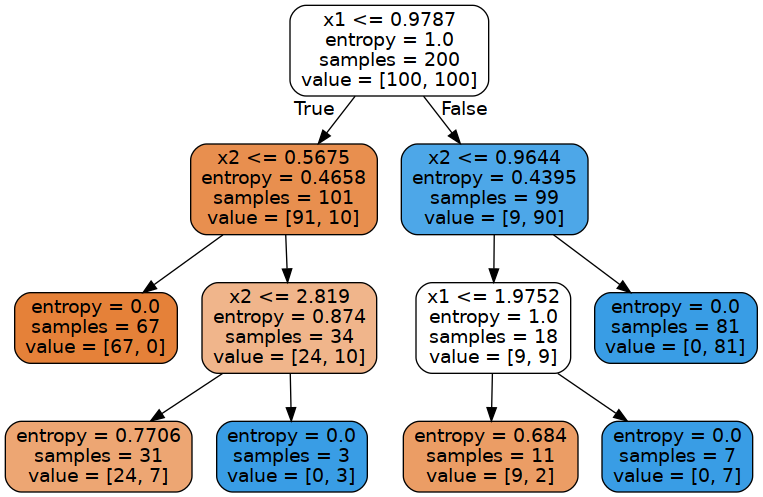 x1 <= 0.9787
entropy = 1.0
samples = 200
value = [100, 100]
True
False
x2 <= 0.5675
entropy = 0.4658
samples = 101
value = [91, 10]
x2 <= 0.9644
entropy = 0.4395
samples = 99
value = [9, 90]
entropy = 0.0
samples = 67
value = [67, 0]
x2 <= 2.819
entropy = 0.874
samples = 34
value = [24, 10]
x1 <= 1.9752
entropy = 1.0
samples = 18
value = [9, 9]
entropy = 0.0
samples = 81
value = [0, 81]
entropy = 0.7706
samples = 31
value = [24, 7]
entropy = 0.0
samples = 3
value = [0, 3]
entropy = 0.684
samples = 11
value = [9, 2]
entropy = 0.0
samples = 7
value = [0, 7]